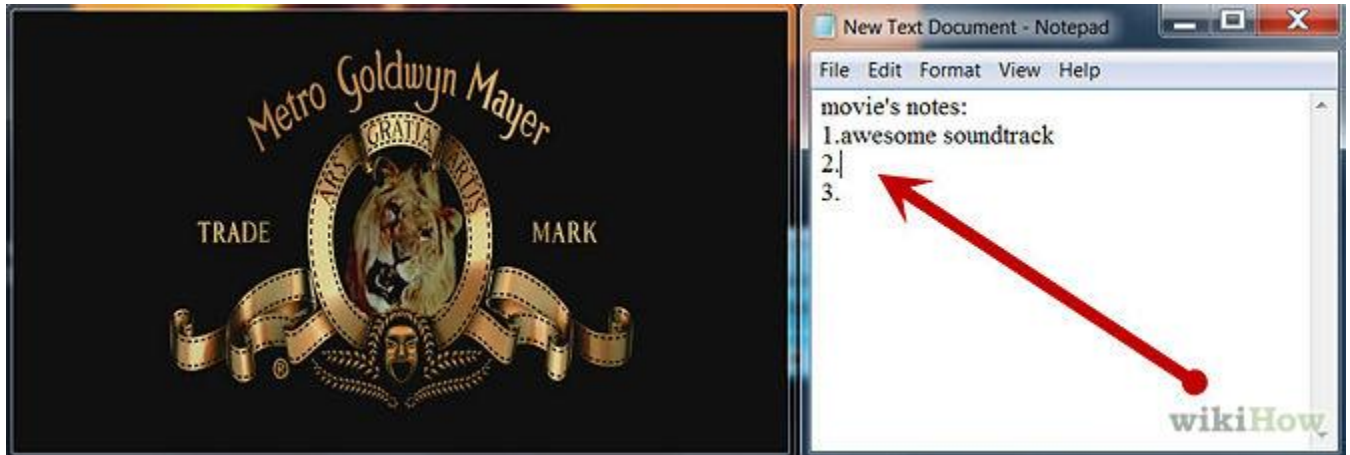 Metro Goldwyn Mayer
ARS GRATIA ARTIS
TRADE MARK
®
New Text Document - Notepad
File Edit Format View Help
movie's notes:
1.awesome soundtrack
2.
3.
wikiHow